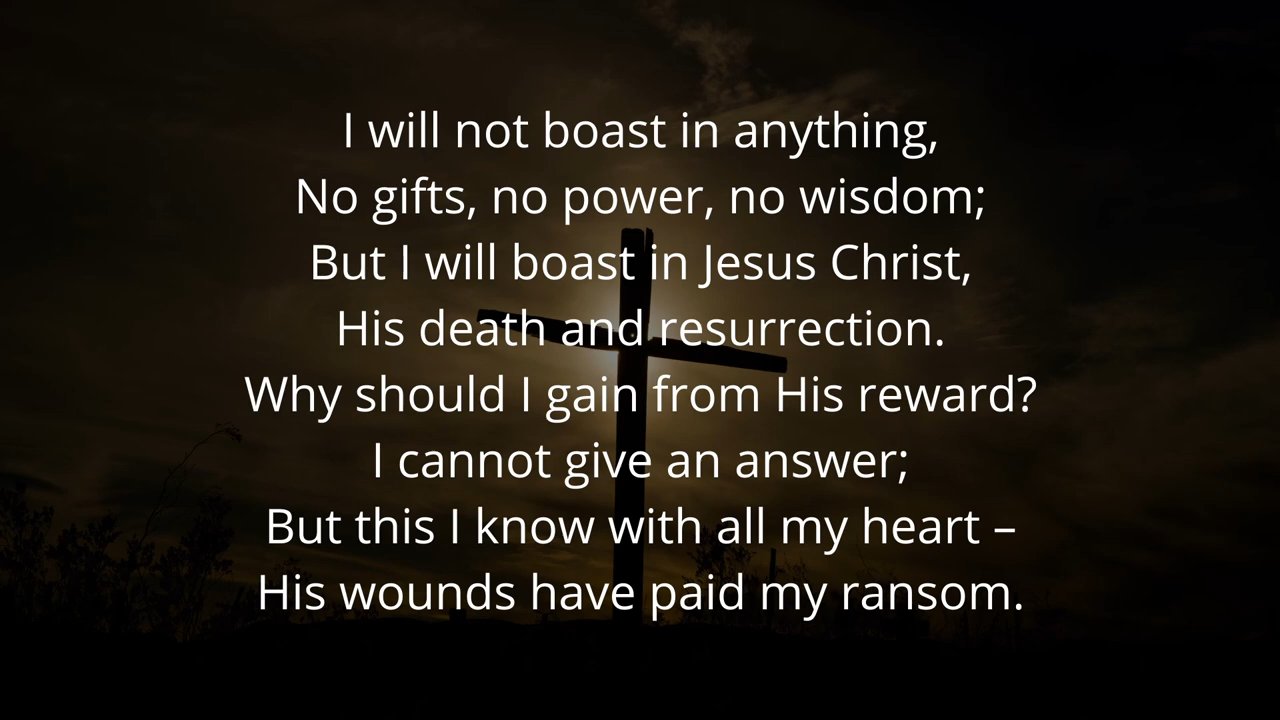 I will not boast in anything,
No gifts, no power, no wisdom;
But I will boast in Jesus Christ,
His death and resurrection.
Why should I gain from His reward?
I cannot give an answer;
But this I know with all my heart –
His wounds have paid my ransom.